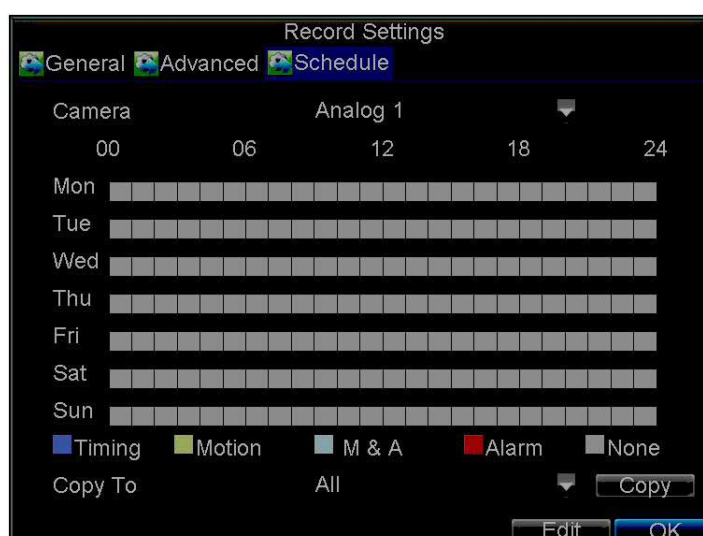 Record Settings
General Advanced Schedule
Camera Analog 1
00 06 12 18 24
Mon
Tue
Wed
Thu
Fri
Sat
Sun
Timing Motion M & A Alarm None
Copy To All Copy
Edit OK